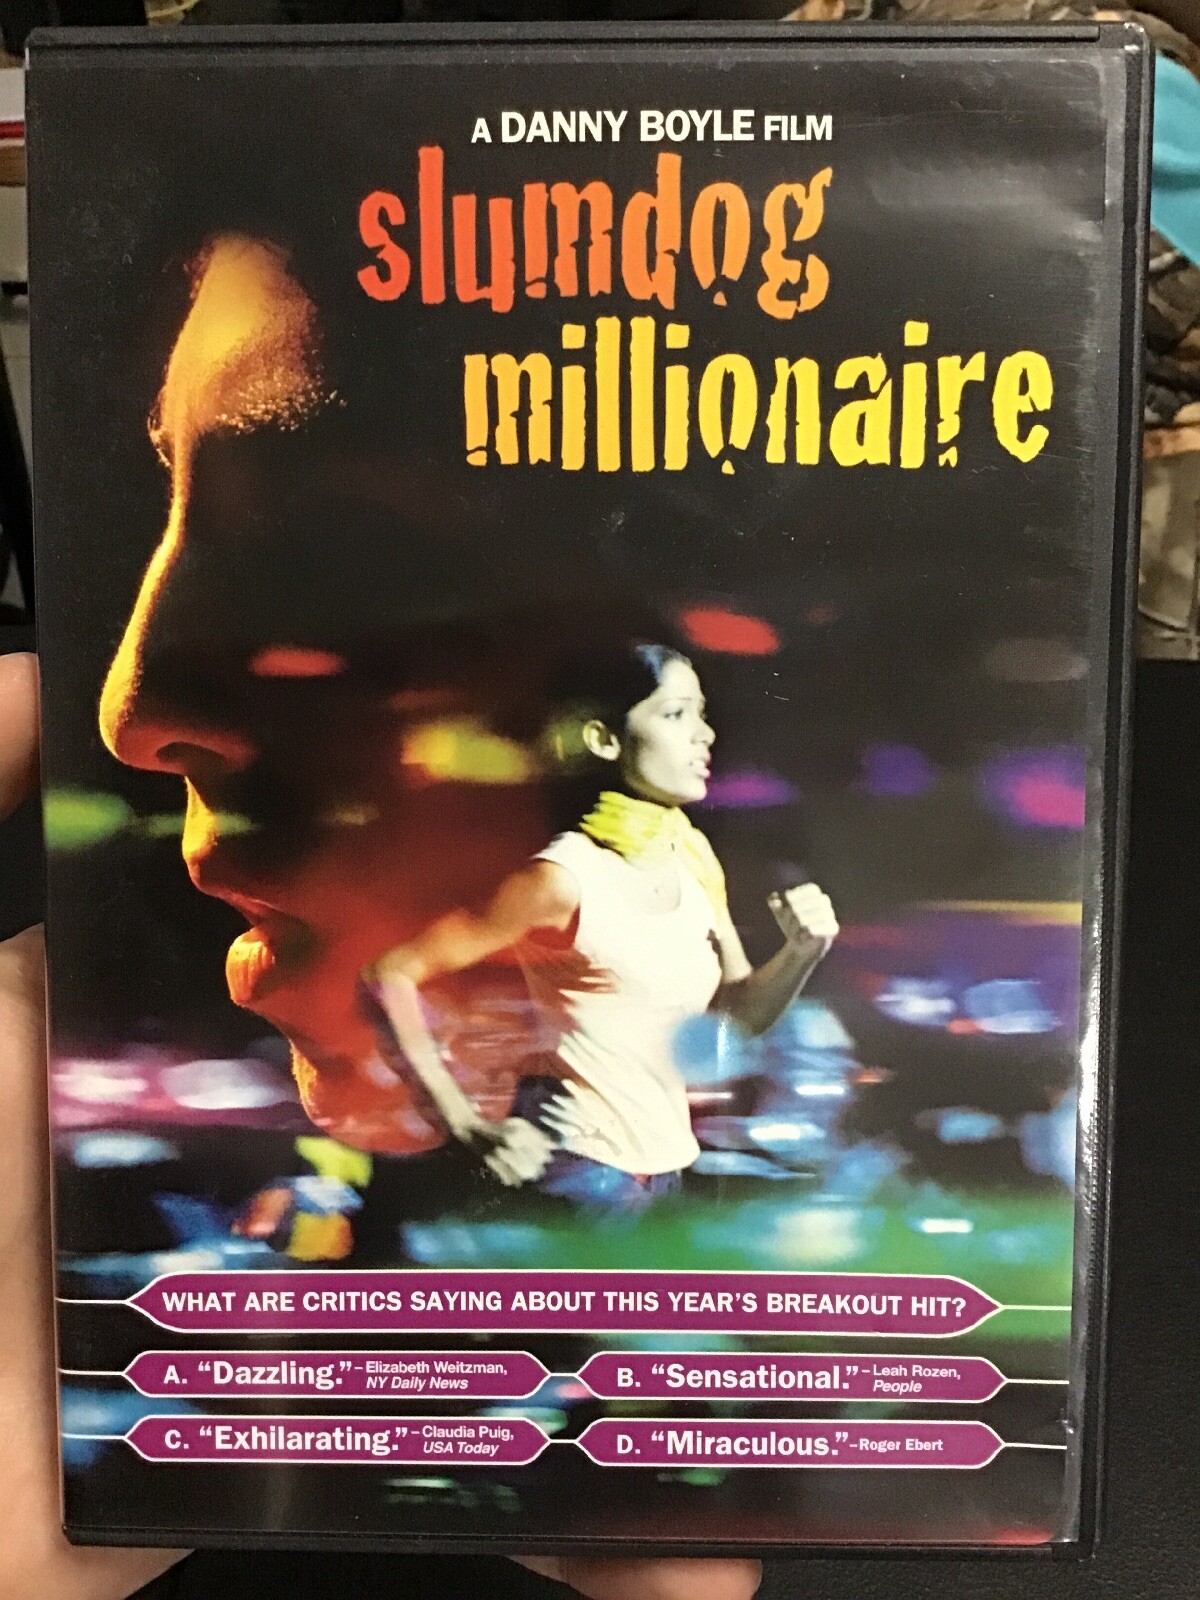 A DANNY BOYLE FILM
slumdog
millionaire
WHAT ARE CRITICS SAYING ABOUT THIS YEAR'S BREAKOUT HIT?
A. "Dazzling." – Elizabeth Weitzman,
NY Daily News
B. "Sensational." – Leah Rozen,
People
C. "Exhilarating." – Claudia Puig,
USA Today
D. "Miraculous." – Roger Ebert